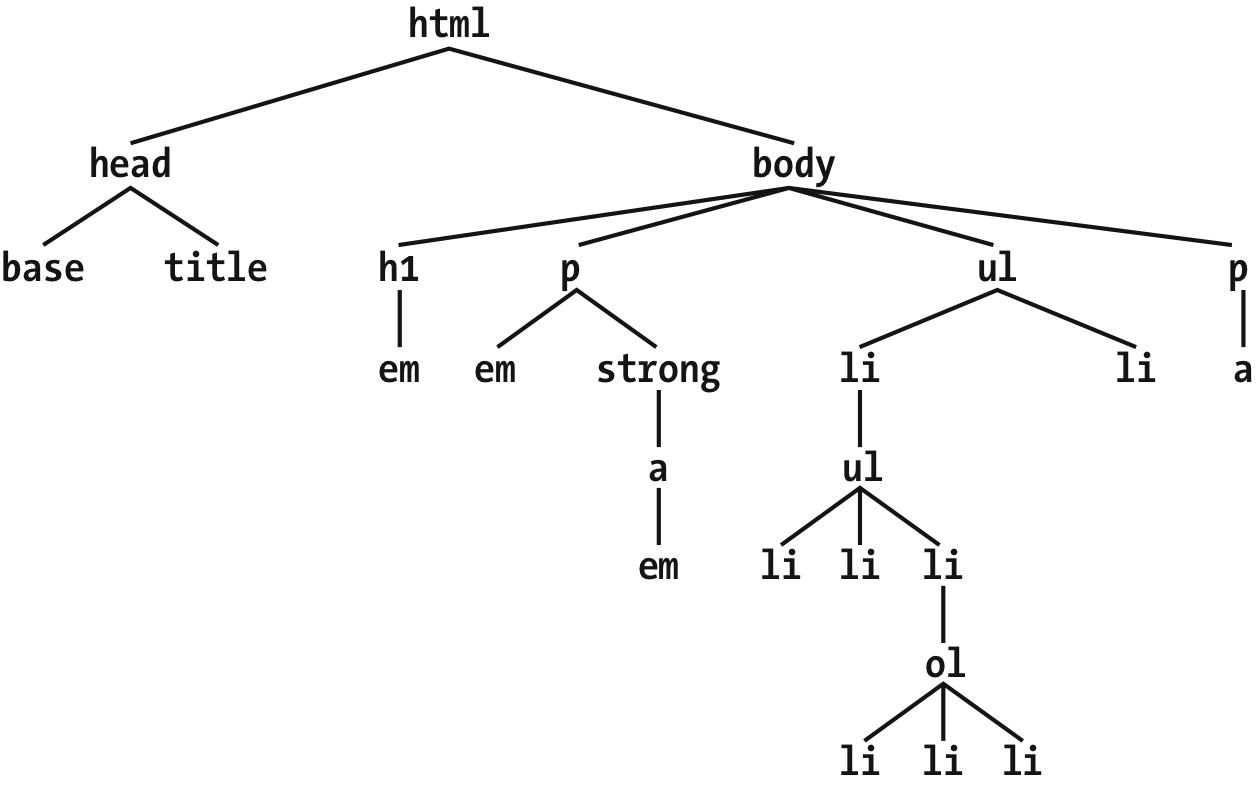 html
head body
base title h1 p ul p
em em strong li li a
a ul
em li li li
ol
li li li